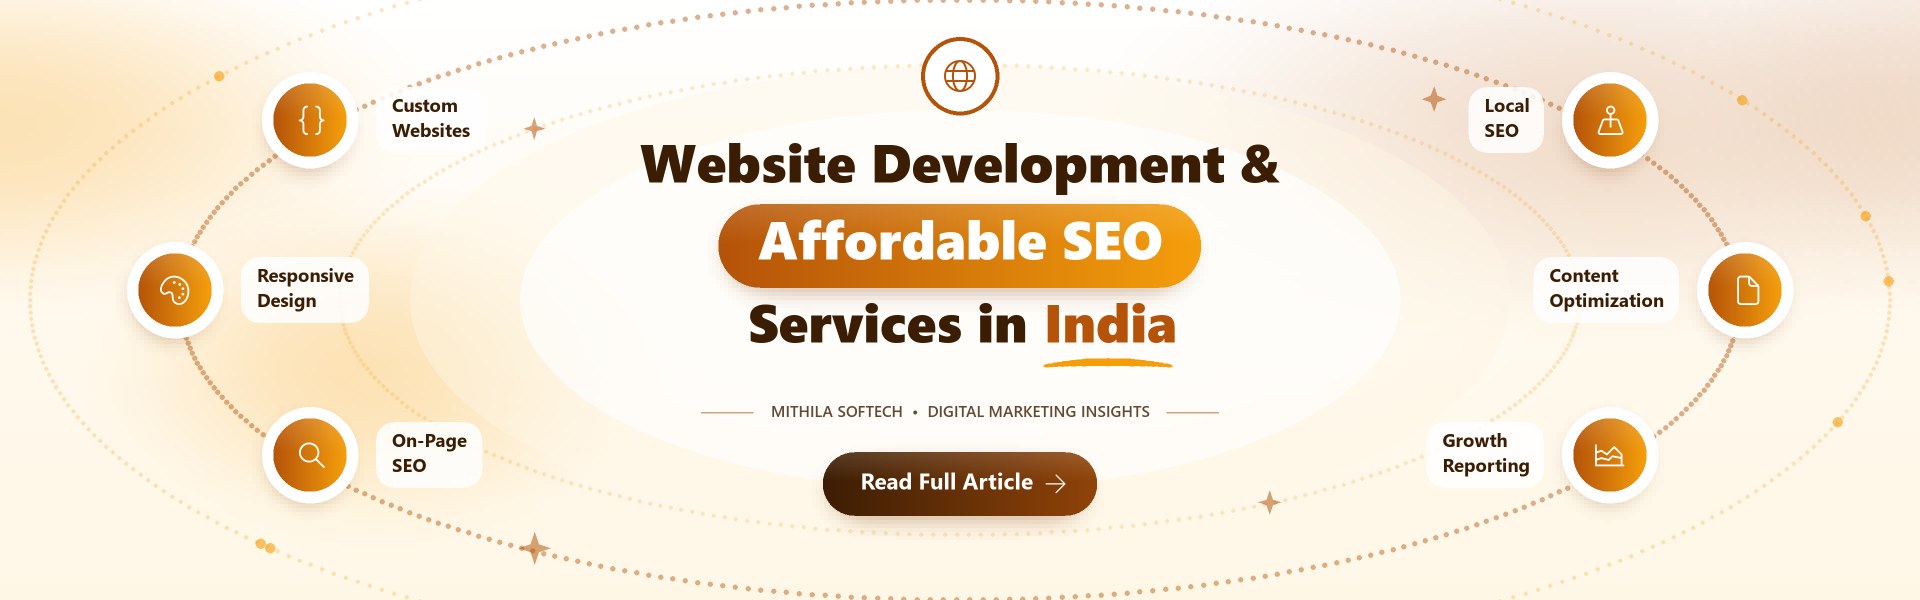 Custom
Websites
Responsive
Design
On-Page
SEO
Website Development &
Affordable SEO
Services in India
MITHILA SOFTECH • DIGITAL MARKETING INSIGHTS
Read Full Article →
Local
SEO
Content
Optimization
Growth
Reporting